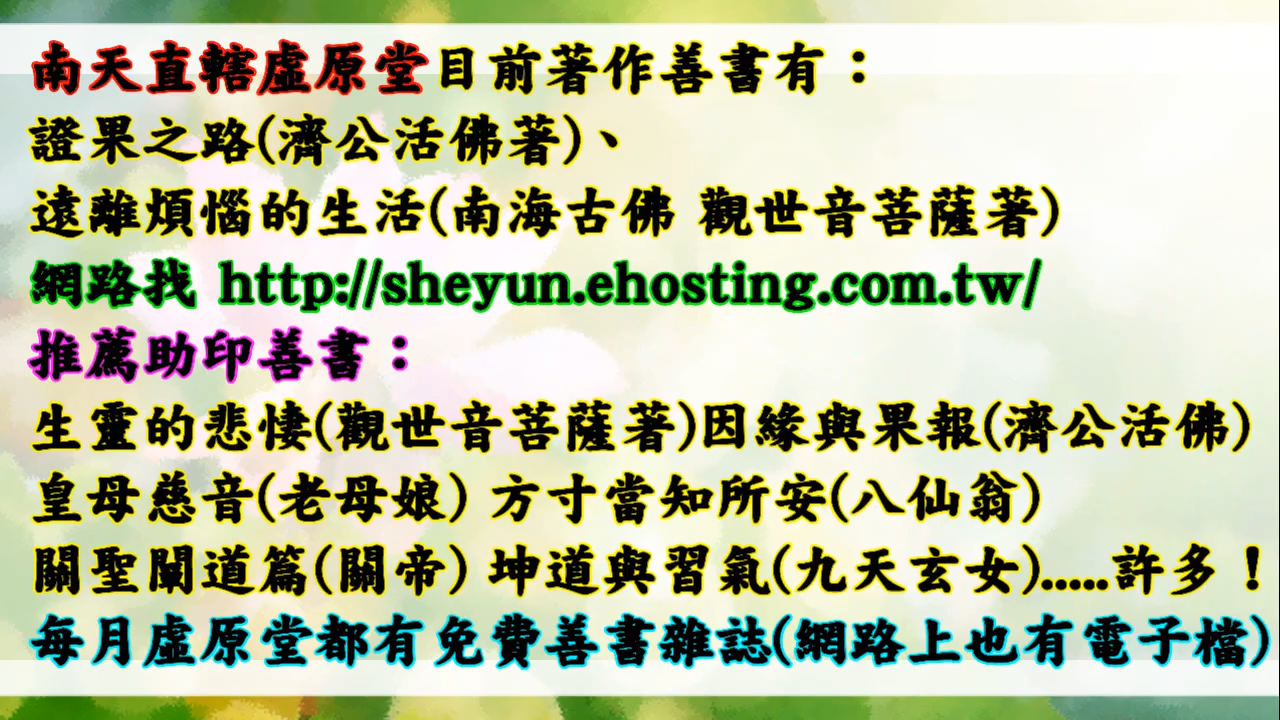 南天直轄虛原堂目前著作善書有：
證果之路(濟公活佛著)、
遠離煩惱的生活(南海古佛 觀世音菩薩著)
網路找 http://sheyun.ehosting.com.tw/
推薦助印善書：
生靈的悲悽(觀世音菩薩著)因緣與果報(濟公活佛)
皇母慈音(老母娘) 方寸當知所安(八仙翁)
關聖闡道篇(關帝) 坤道與習氣(九天玄女).....許多！
每月虛原堂都有免費善書雜誌(網路上也有電子檔)